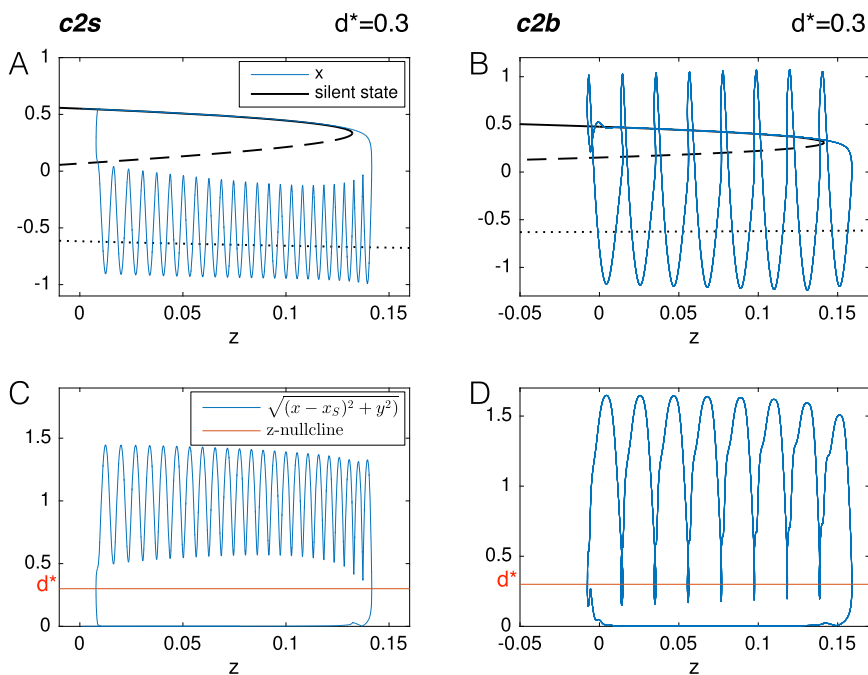 c2s d*=0.3
c2b d*=0.3
A
x
silent state
1
0.5
0
-0.5
-1
0 0.05 0.1 0.15
z
B
1
0.5
0
-0.5
-1
-0.05 0 0.05 0.1 0.15
z
C
√(x − x_S)² + y²)
z-nullcline
1.5
1
0.5
d*
0
0 0.05 0.1 0.15
z
D
1.5
1
0.5
d*
0
-0.05 0 0.05 0.1 0.15
z